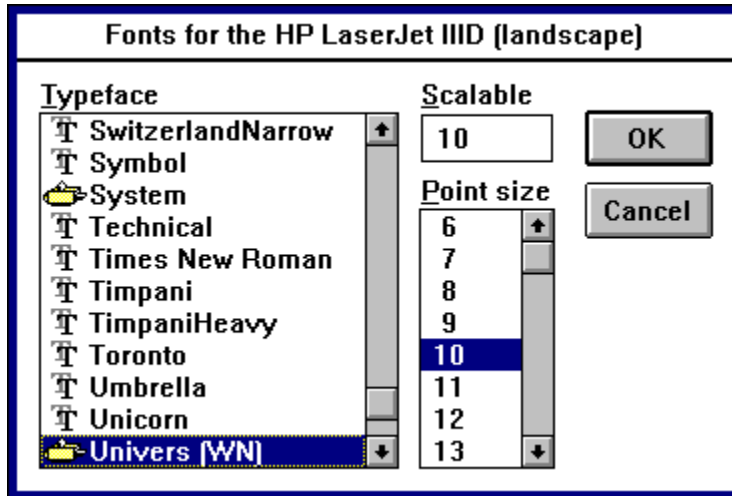 Fonts for the HP LaserJet IIID (landscape)
Typeface
SwitzerlandNarrow
Symbol
System
Technical
Times New Roman
Timpani
TimpaniHeavy
Toronto
Umbrella
Unicorn
Univers (WN)
Scalable
10
Point size
6
7
8
9
10
11
12
13
OK
Cancel